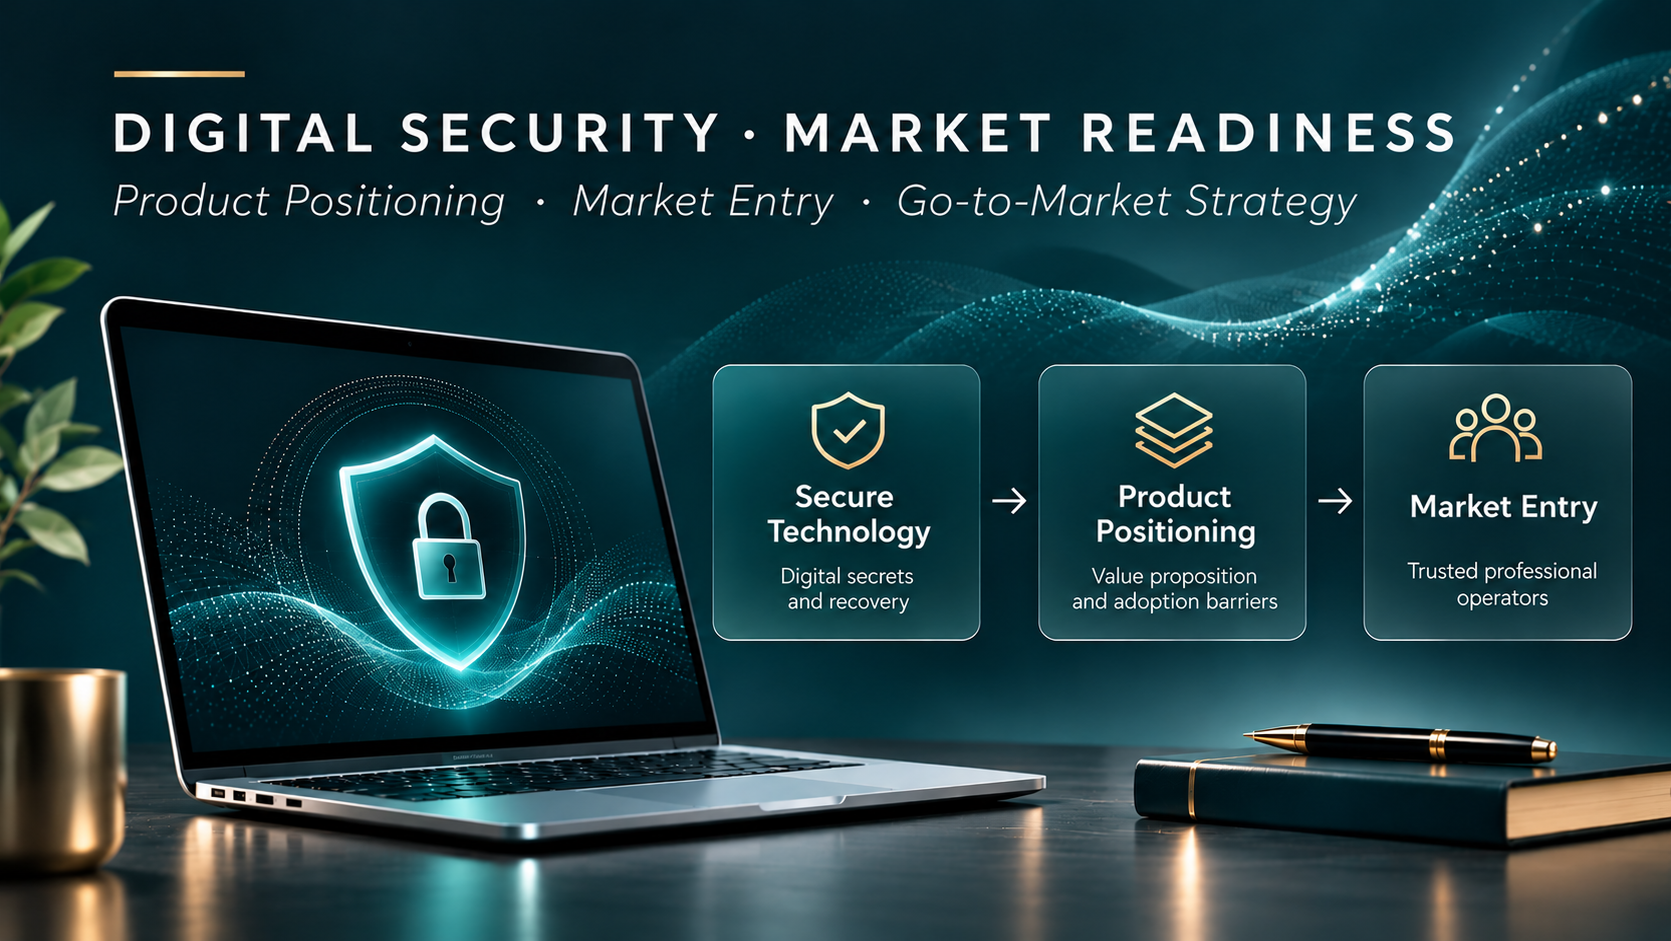 DIGITAL SECURITY · MARKET READINESS
Product Positioning · Market Entry · Go-to-Market Strategy
Secure
Technology
Digital secrets
and recovery
Product
Positioning
Value proposition
and adoption barriers
Market Entry
Trusted professional
operators